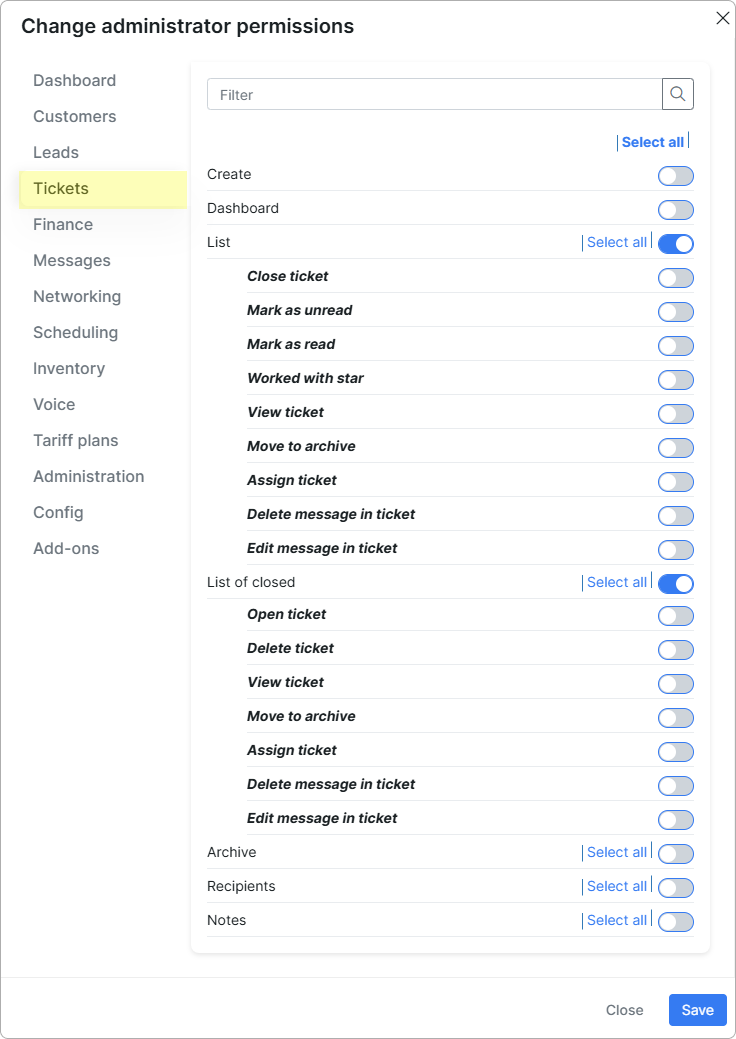 Change administrator permissions
Dashboard
Customers
Leads
Tickets
Finance
Messages
Networking
Scheduling
Inventory
Voice
Tariff plans
Administration
Config
Add-ons
Filter
Select all
Create
Dashboard
List Select all
Close ticket
Mark as unread
Mark as read
Worked with star
View ticket
Move to archive
Assign ticket
Delete message in ticket
Edit message in ticket
List of closed Select all
Open ticket
Delete ticket
View ticket
Move to archive
Assign ticket
Delete message in ticket
Edit message in ticket
Archive Select all
Recipients Select all
Notes Select all
Close Save